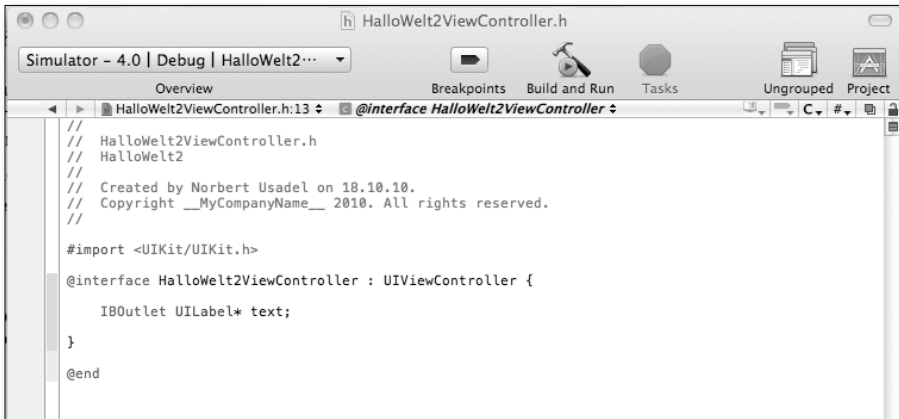 HalloWelt2ViewController.h
Simulator - 4.0 | Debug | HalloWelt2···
Overview
Breakpoints
Build and Run
Tasks
Ungrouped
Project
HalloWelt2ViewController.h:13
@interface HalloWelt2ViewController
C
#
//
//  HalloWelt2ViewController.h
//  HalloWelt2
//
//  Created by Norbert Usadel on 18.10.10.
//  Copyright __MyCompanyName__ 2010. All rights reserved.
//
#import <UIKit/UIKit.h>
@interface HalloWelt2ViewController : UIViewController {
IBOutlet UILabel* text;
}
@end